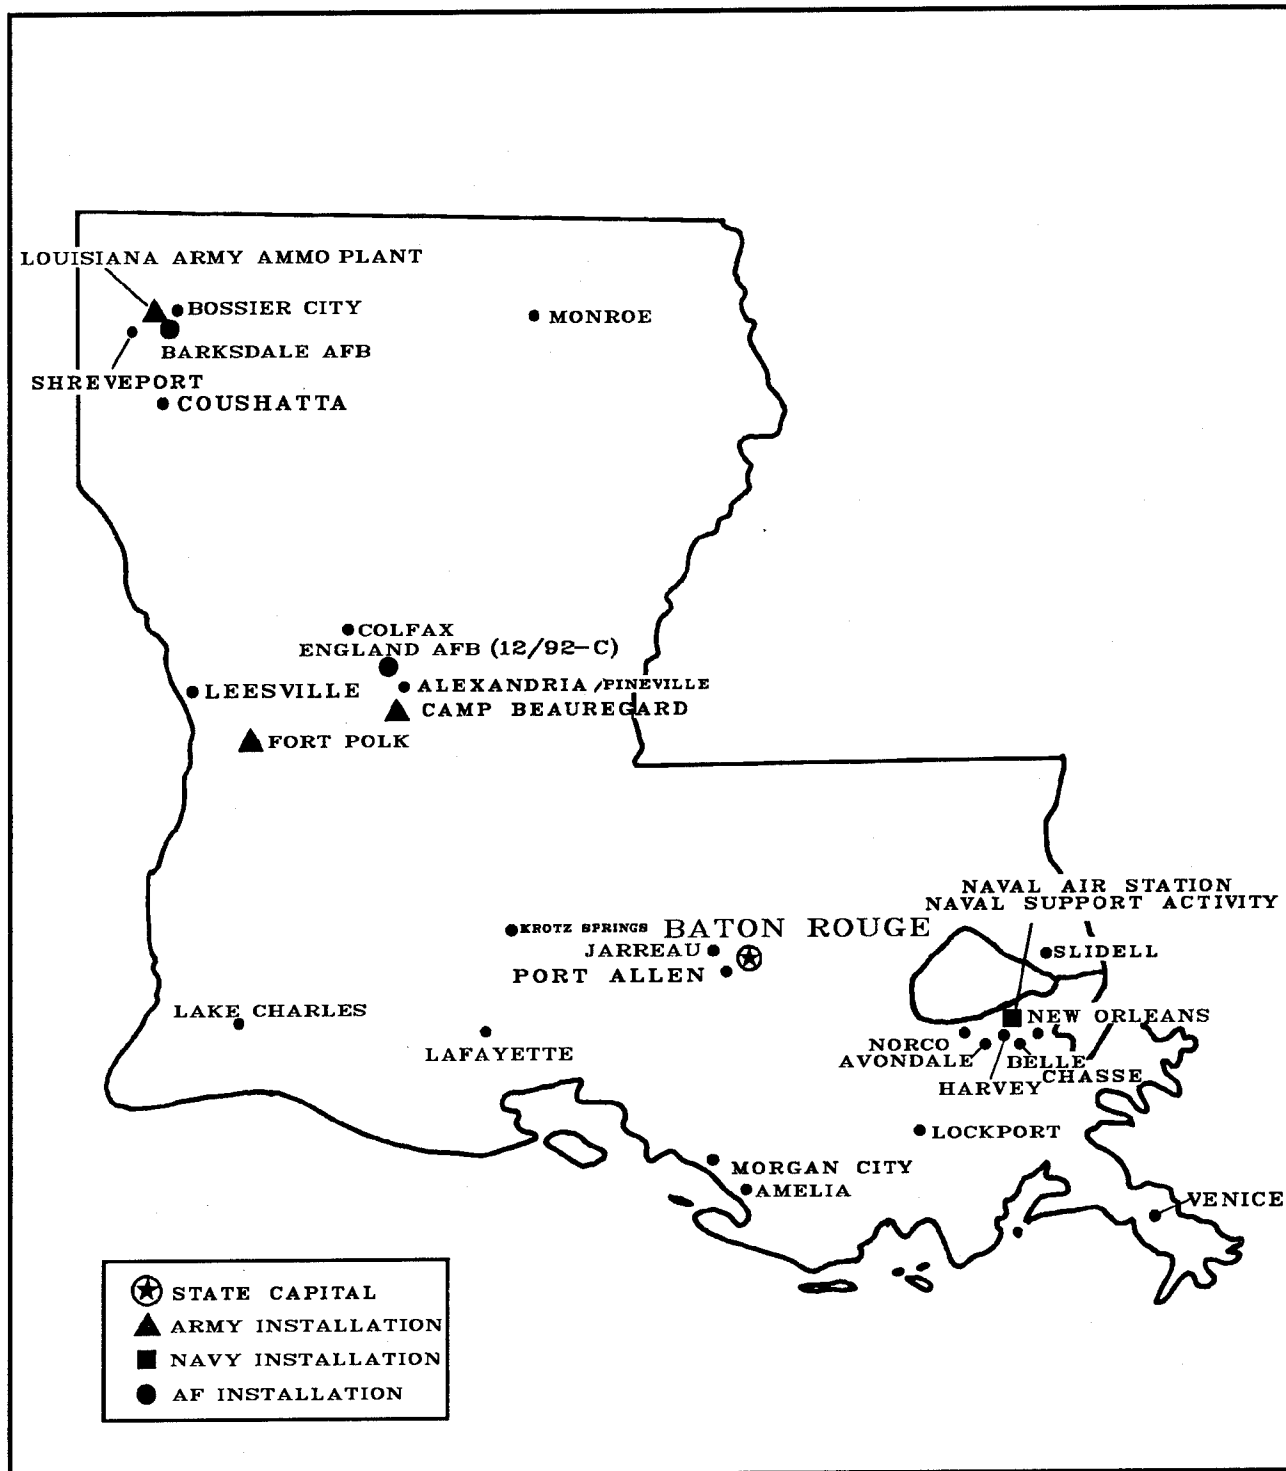 LOUISIANA ARMY AMMO PLANT
BOSSIER CITY
MONROE
BARKSDALE AFB
SHREVEPORT
COUSHATTA
COLFAX
ENGLAND AFB (12/92-C)
ALEXANDRIA /PINEVILLE
LEESVILLE
CAMP BEAUREGARD
FORT POLK
NAVAL AIR STATION
NAVAL SUPPORT ACTIVITY
KROTZ SPRINGS
BATON ROUGE
JARREAU
SLIDELL
PORT ALLEN
LAKE CHARLES
NEW ORLEANS
NORCO
LAFAYETTE
AVONDALE
BELLE
CHASSE
HARVEY
LOCKPORT
MORGAN CITY
AMELIA
VENICE
STATE CAPITAL
ARMY INSTALLATION
NAVY INSTALLATION
AF INSTALLATION